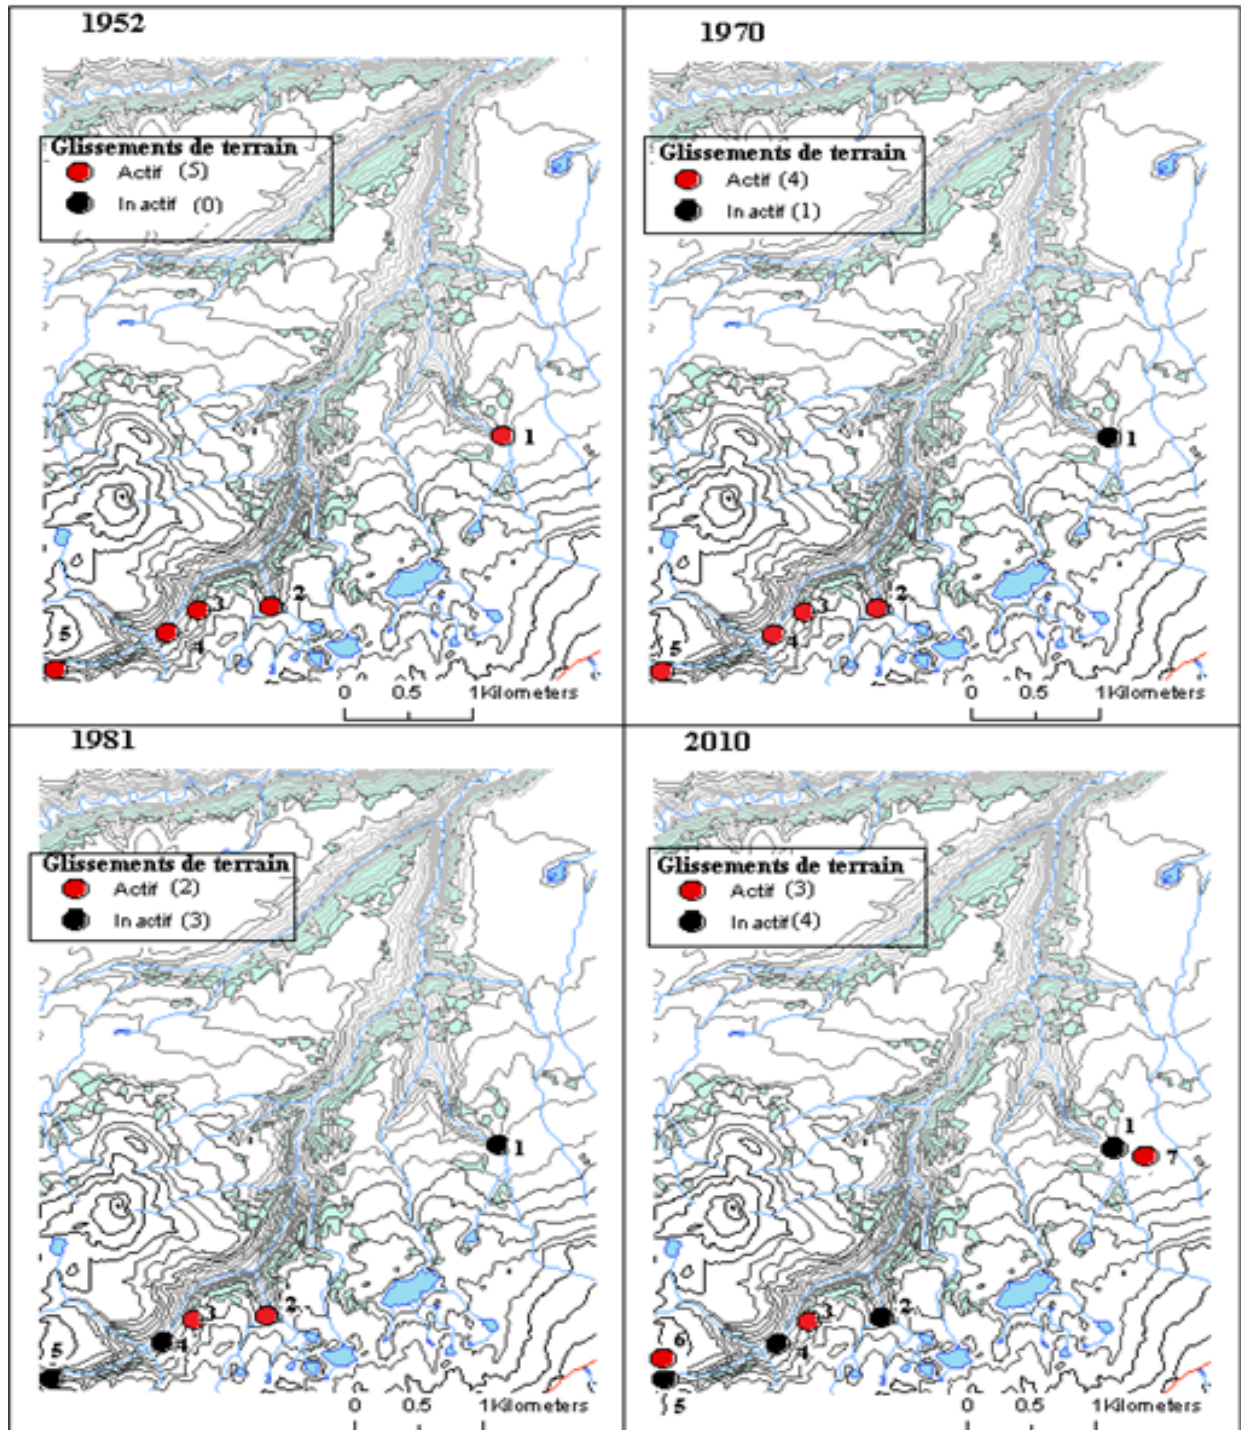 1952
Glissements de terrain
Actif (5)
In actif (0)
1
2
3
4
5
0 0.5 1Kilometers
1970
Glissements de terrain
Actif (4)
In actif (1)
1
2
3
4
5
0 0.5 1Kilometers
1981
Glissements de terrain
Actif (2)
In actif (3)
1
2
3
4
5
0 0.5 1Kilometers
2010
Glissements de terrain
Actif (3)
In actif (4)
1
7
2
3
4
6
5
0 0.5 1Kilometers